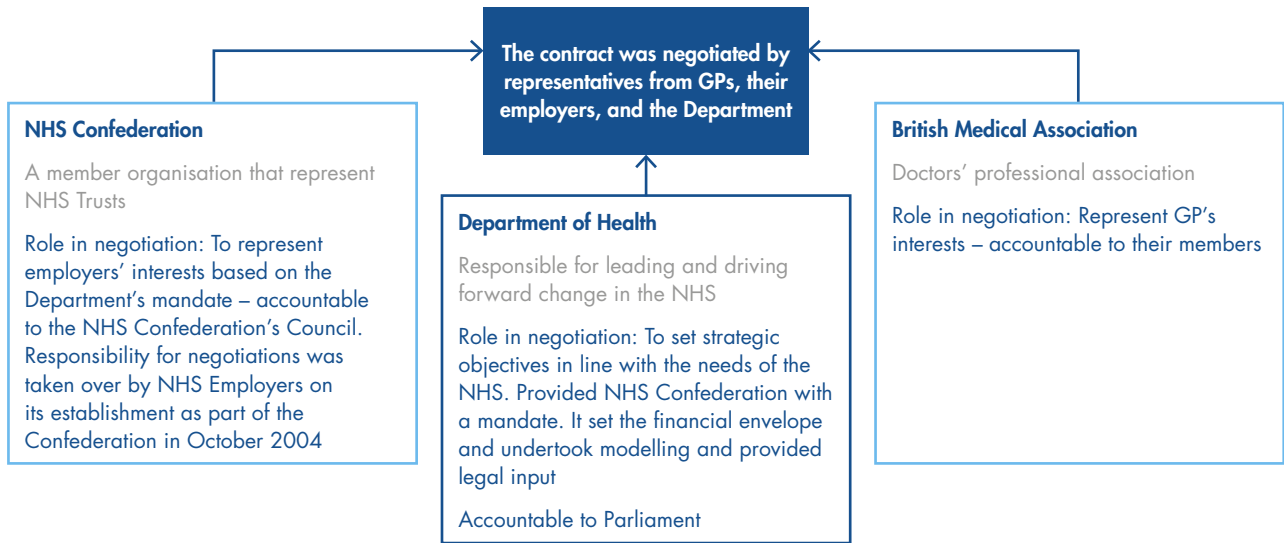 The contract was negotiated by
representatives from GPs, their
employers, and the Department
NHS Confederation
A member organisation that represent
NHS Trusts
Role in negotiation: To represent
employers’ interests based on the
Department’s mandate – accountable
to the NHS Confederation’s Council.
Responsibility for negotiations was
taken over by NHS Employers on
its establishment as part of the
Confederation in October 2004
Department of Health
Responsible for leading and driving
forward change in the NHS
Role in negotiation: To set strategic
objectives in line with the needs of the
NHS. Provided NHS Confederation with
a mandate. It set the financial envelope
and undertook modelling and provided
legal input
Accountable to Parliament
British Medical Association
Doctors’ professional association
Role in negotiation: Represent GP’s
interests – accountable to their members